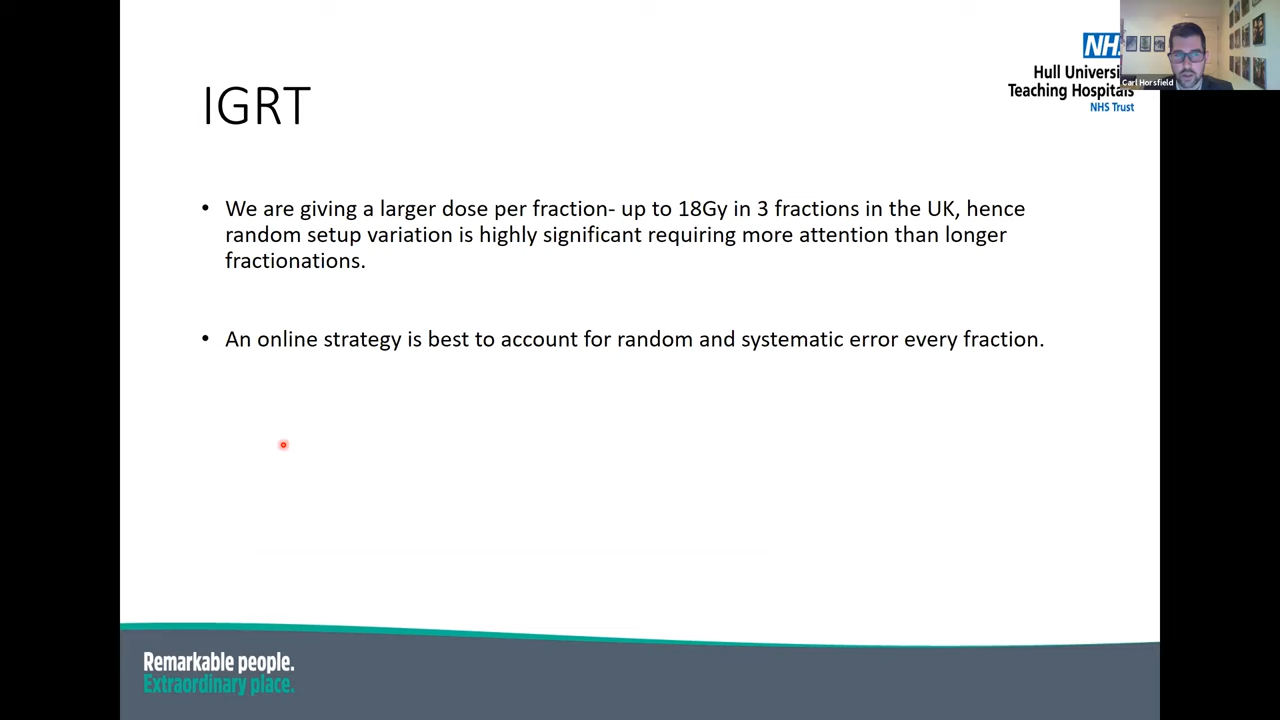 IGRT
NH
Hull Universi
Teaching Hospitals
NHS Trust
Carl Horsfield
• We are giving a larger dose per fraction- up to 18Gy in 3 fractions in the UK, hence
random setup variation is highly significant requiring more attention than longer
fractionations.
• An online strategy is best to account for random and systematic error every fraction.
Remarkable people.
Extraordinary place.